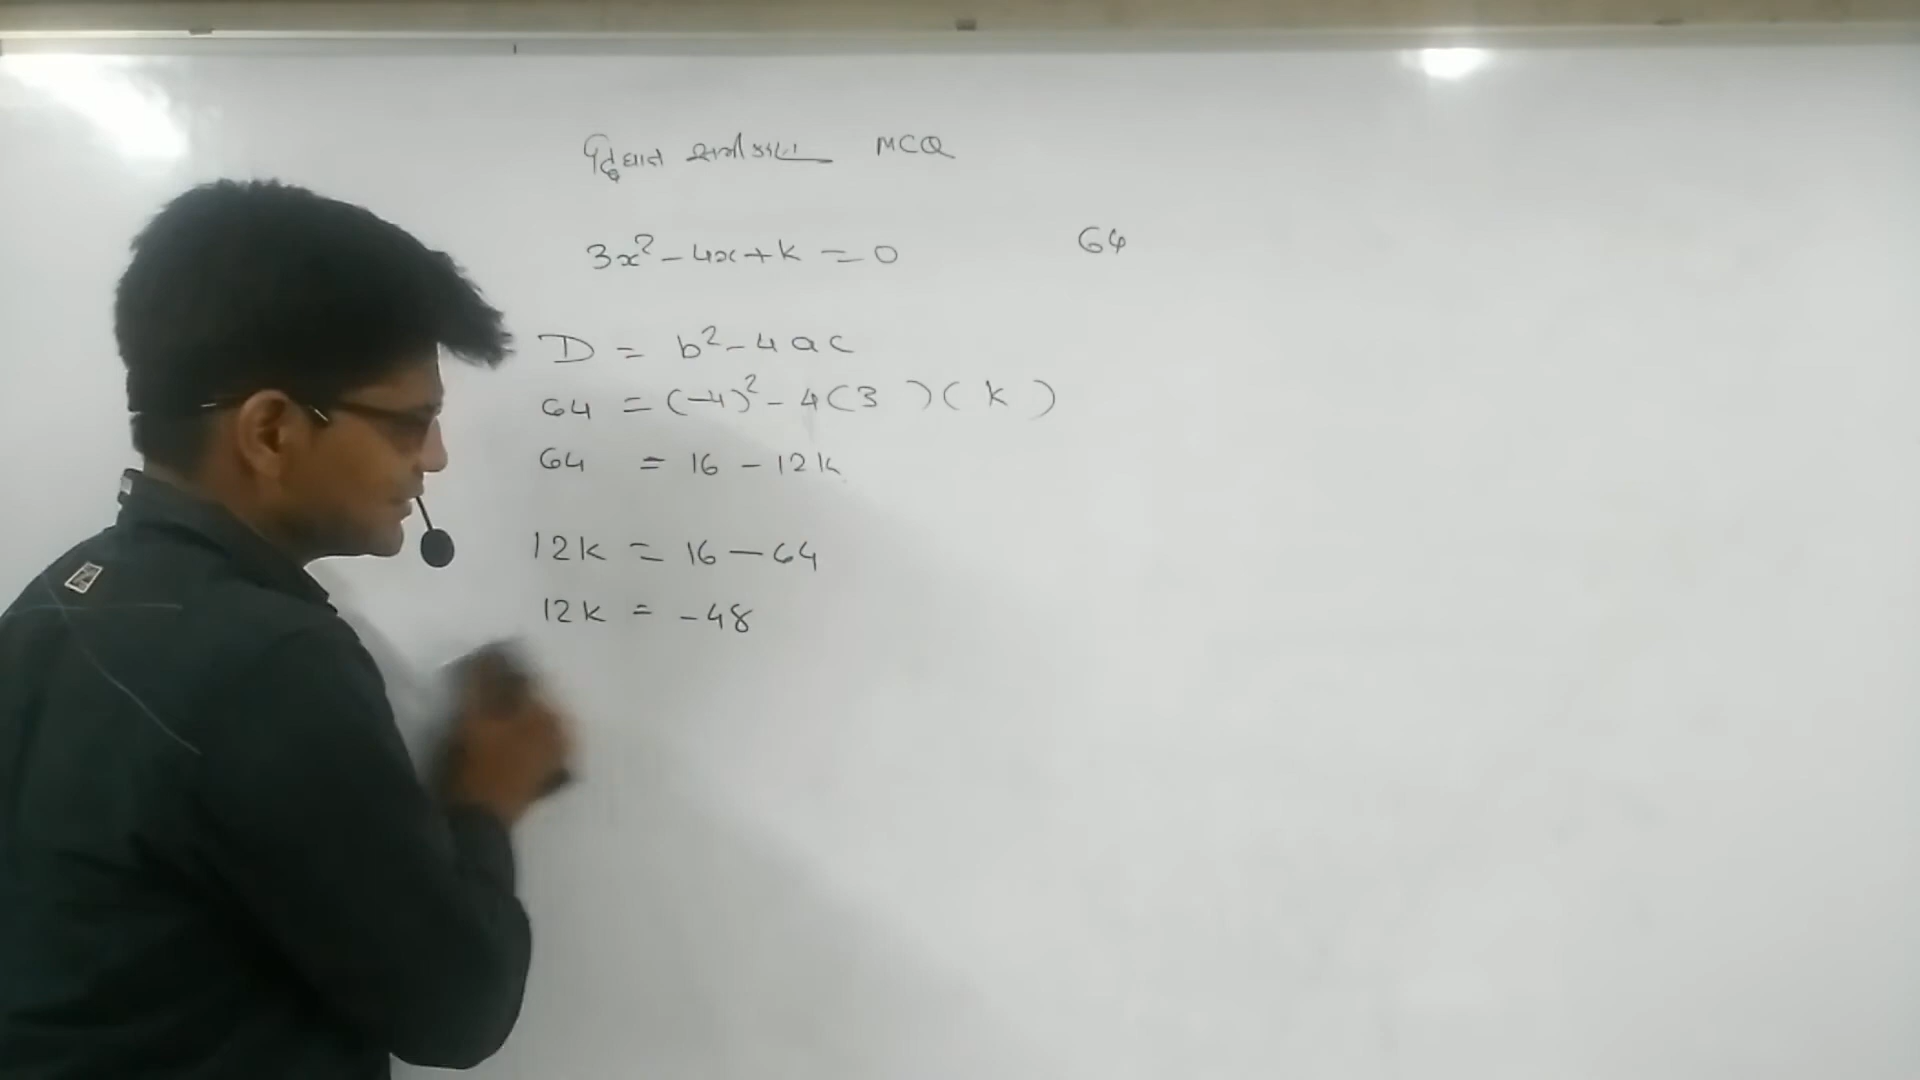 દ્વિઘાત સમીકરણ MCQ
3x² - 4x + k = 0 64
D = b² - 4ac
64 = (-4)² - 4(3 )( k )
64 = 16 - 12k
12k = 16 - 64
12k = -48